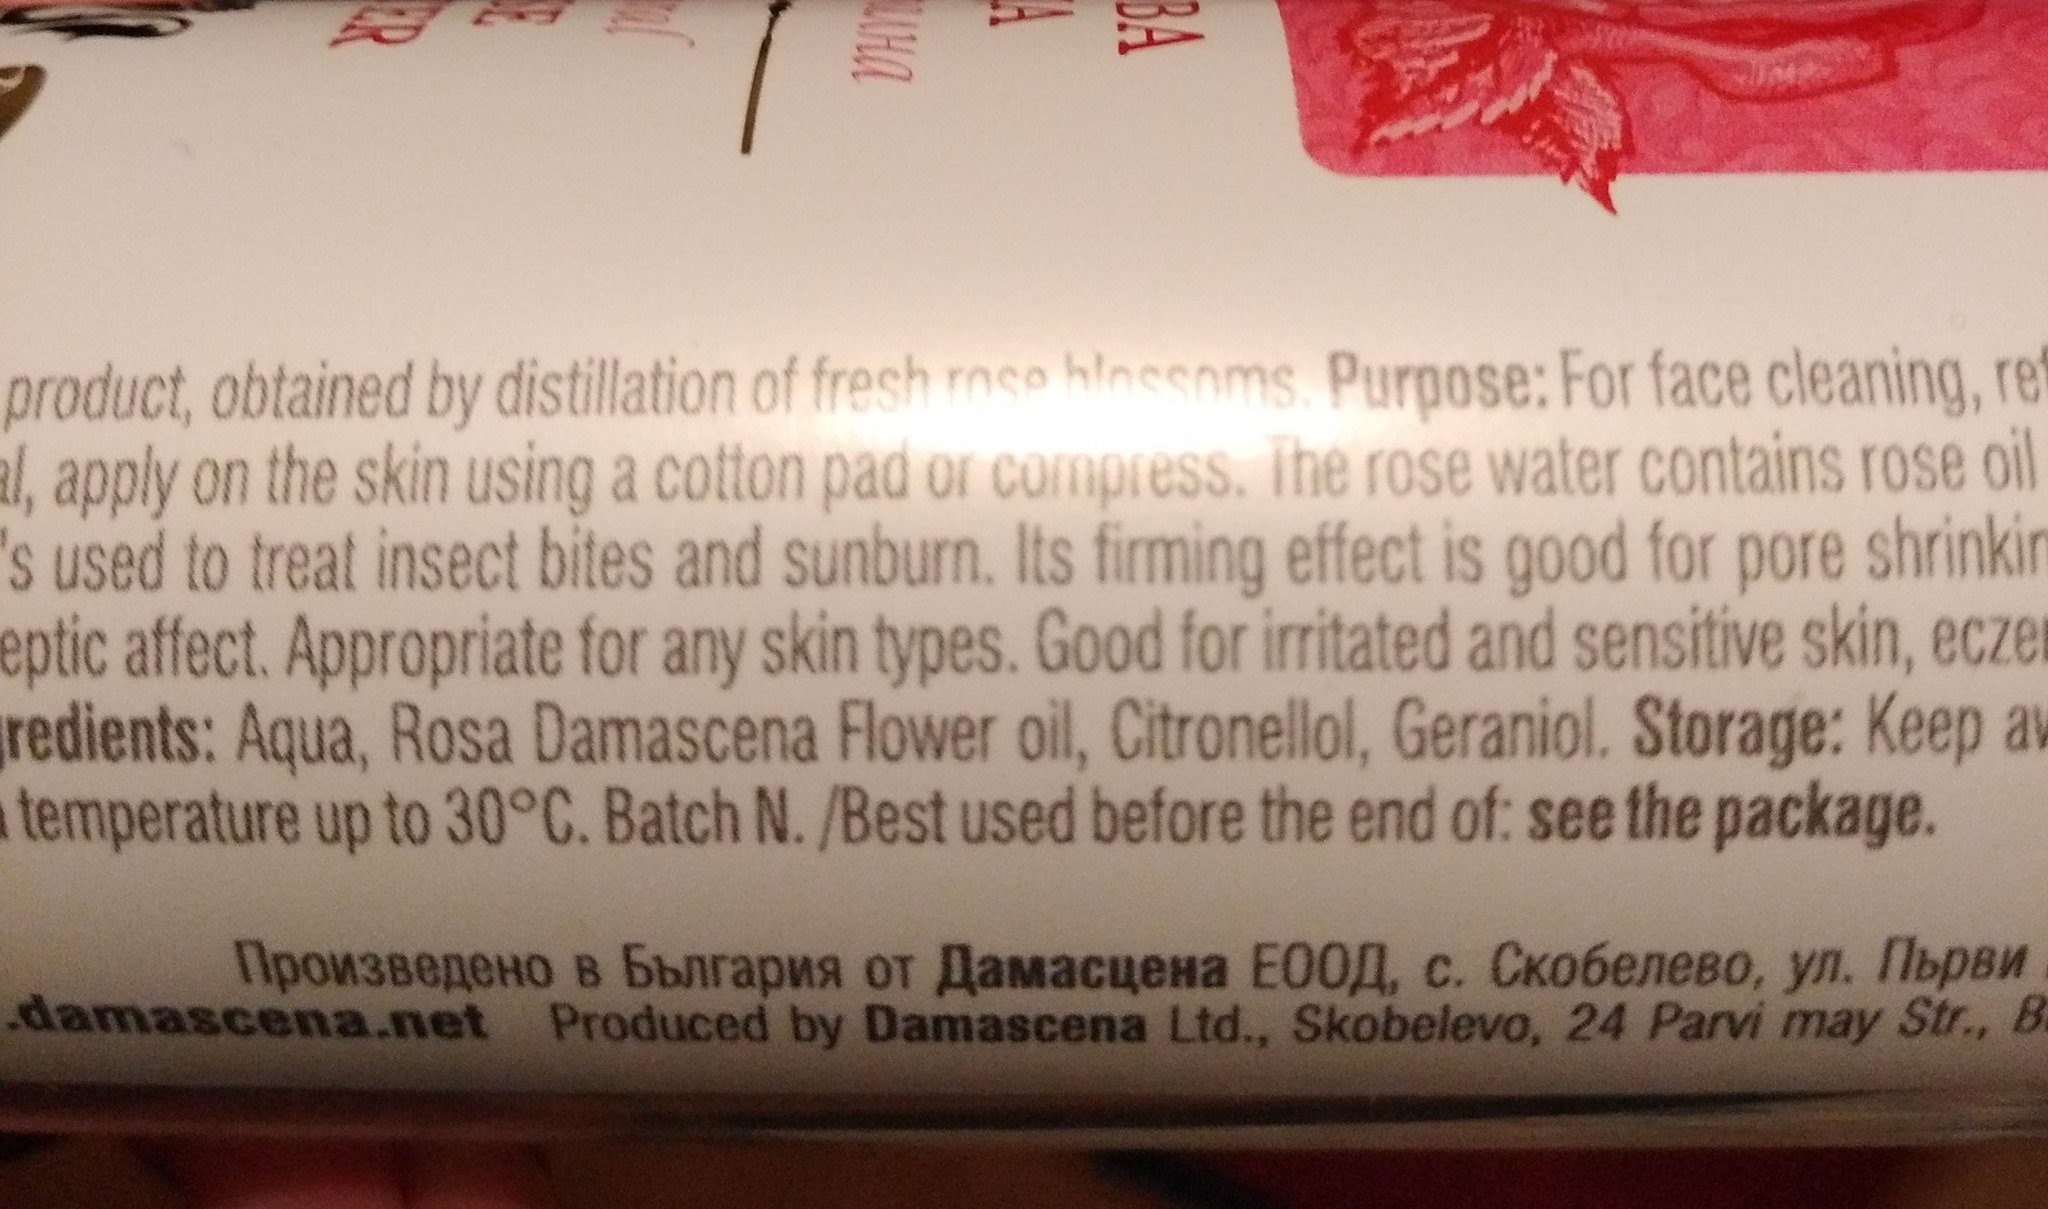 BA
product, obtained by distillation of fresh rose blossoms. Purpose: For face cleaning,
apply on the skin using a cotton pad or compress. The rose water contains rose oil
's used to treat insect bites and sunburn. Its firming effect is good for pore
affect. Appropriate for any skin types. Good for irritated and sensitive skin,
gredients: Aqua, Rosa Damascena Flower oil, Citronellol, Geraniol. Storage: Keep
temperature up to 30°C. Batch N. /Best used before the end of: see the package.
Произведено в България от Дамасцена ЕООД, с. Скобелево, ул. Първи
.damascena.net Produced by Damascena Ltd., Skobelevo, 24 Parvi may Str.,